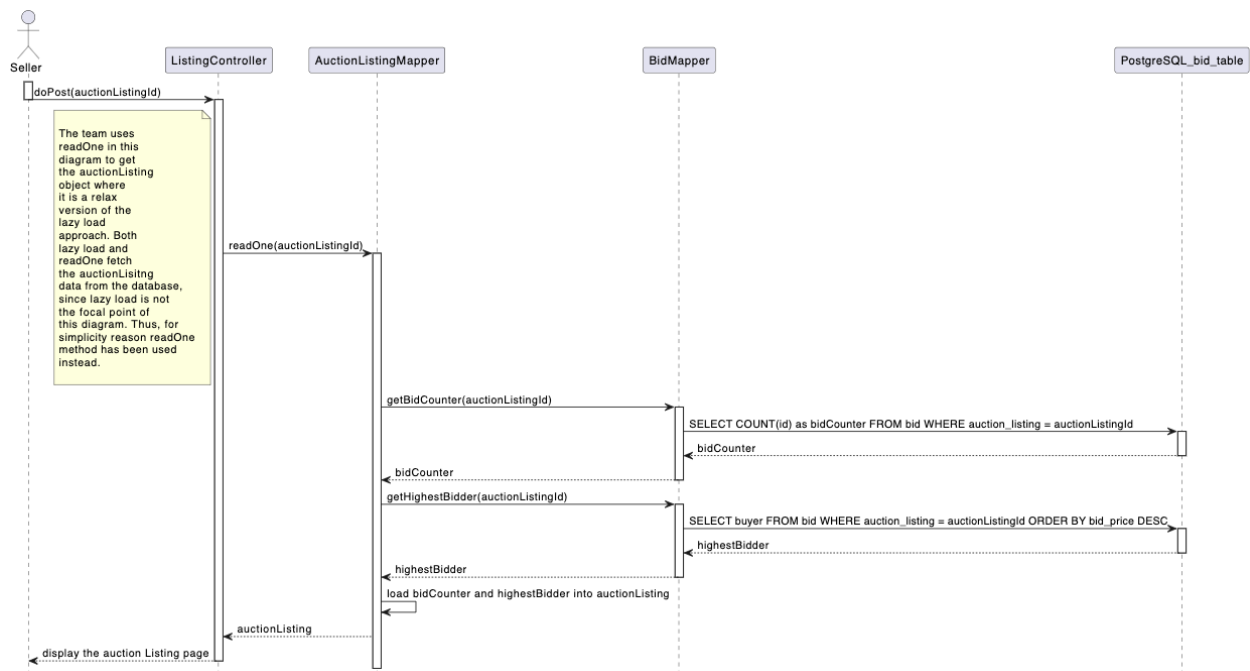 Seller
ListingController
AuctionListingMapper
BidMapper
PostgreSQL_bid_table
doPost(auctionListingId)
The team uses
readOne in this
diagram to get
the auctionListing
object where
it is a relax
version of the
lazy load
approach. Both
lazy load and
readOne fetch
the auctionLisitng
data from the database,
since lazy load is not
the focal point of
this diagram. Thus, for
simplicity reason readOne
method has been used
instead.
readOne(auctionListingId)
getBidCounter(auctionListingId)
SELECT COUNT(id) as bidCounter FROM bid WHERE auction_listing = auctionListingId
bidCounter
bidCounter
getHighestBidder(auctionListingId)
SELECT buyer FROM bid WHERE auction_listing = auctionListingId ORDER BY bid_price DESC
highestBidder
highestBidder
load bidCounter and highestBidder into auctionListing
auctionListing
display the auction Listing page